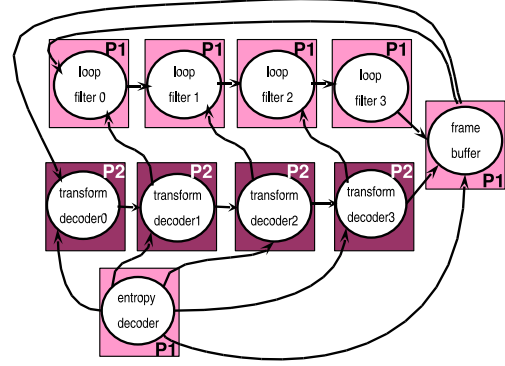 P1
P1
P1
P1
loop
filter 0
loop
filter 1
loop
filter 2
loop
filter 3
frame
buffer
P1
P2
P2
P2
P2
transform
decoder0
transform
decoder1
transform
decoder2
transform
decoder3
entropy
decoder
P1